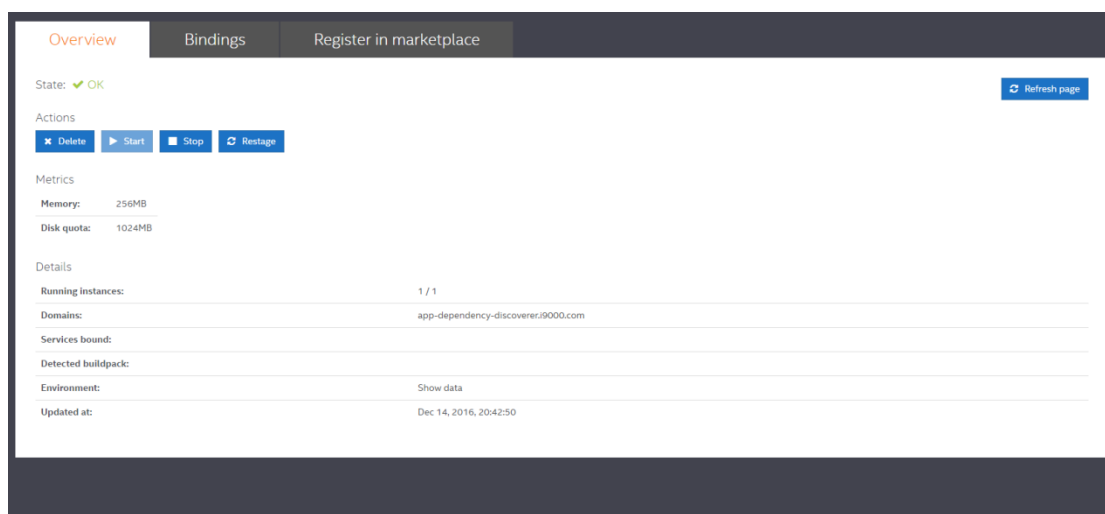 Overview Bindings Register in marketplace
State: OK Refresh page
Actions
Delete Start Stop Restage
Metrics
Memory: 256MB
Disk quota: 1024MB
Details
Running instances: 1 / 1
Domains: app-dependency-discoverer.i9000.com
Services bound:
Detected buildpack:
Environment: Show data
Updated at: Dec 14, 2016, 20:42:50